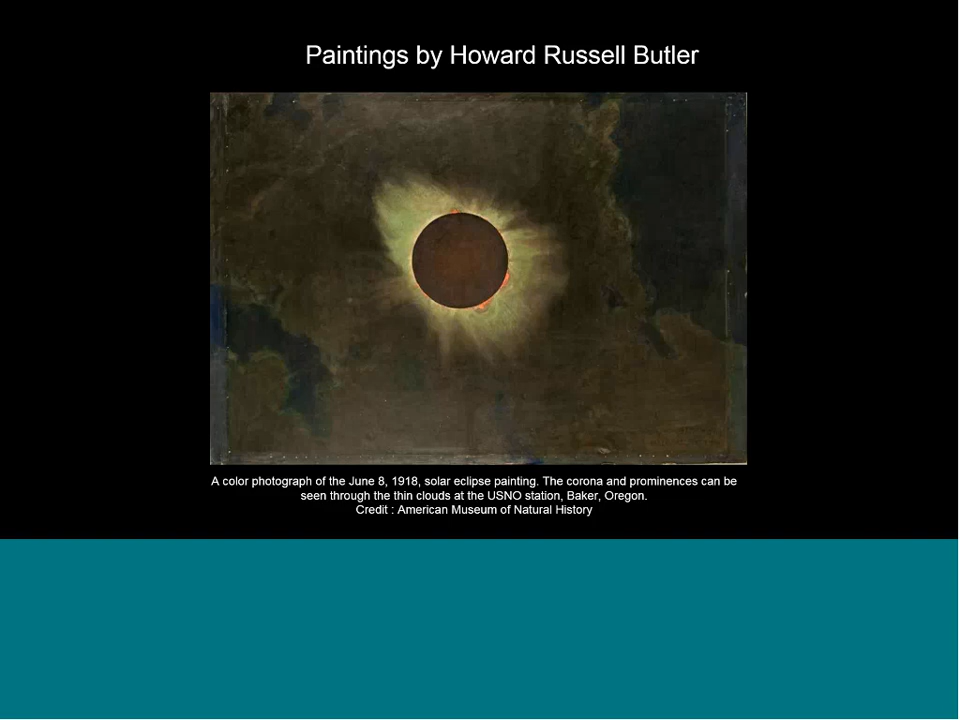 Paintings by Howard Russell Butler
A color photograph of the June 8, 1918, solar eclipse painting. The corona and prominences can be
seen through the thin clouds at the USNO station, Baker, Oregon.
Credit : American Museum of Natural History